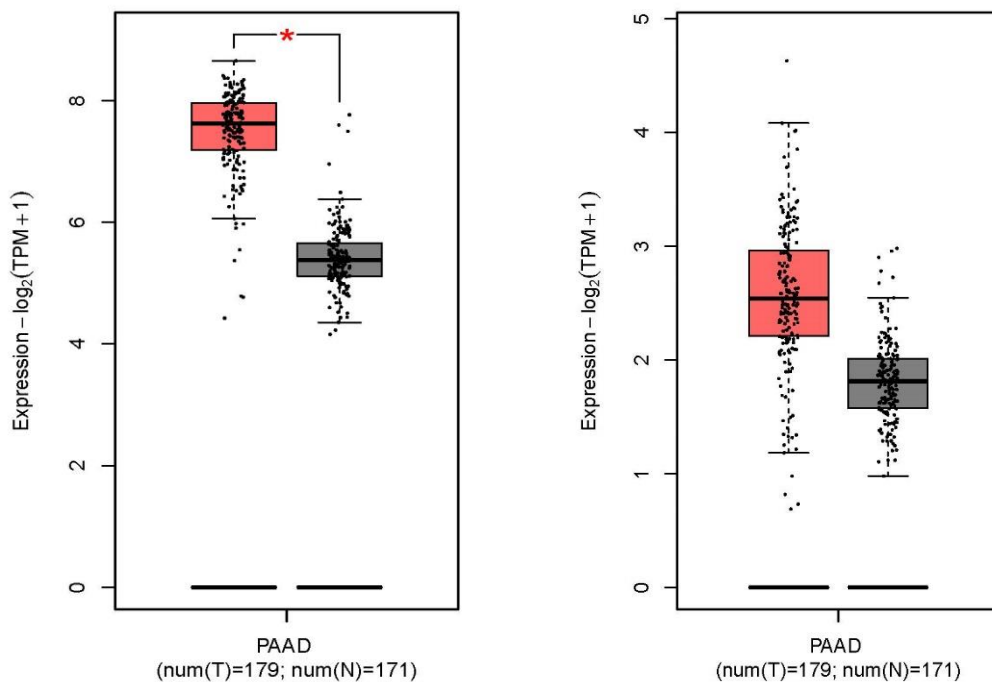 Expression − log₂(TPM + 1)
8
6
4
2
0
*
PAAD
(num(T)=179; num(N)=171)
Expression − log₂(TPM + 1)
5
4
3
2
1
0
PAAD
(num(T)=179; num(N)=171)